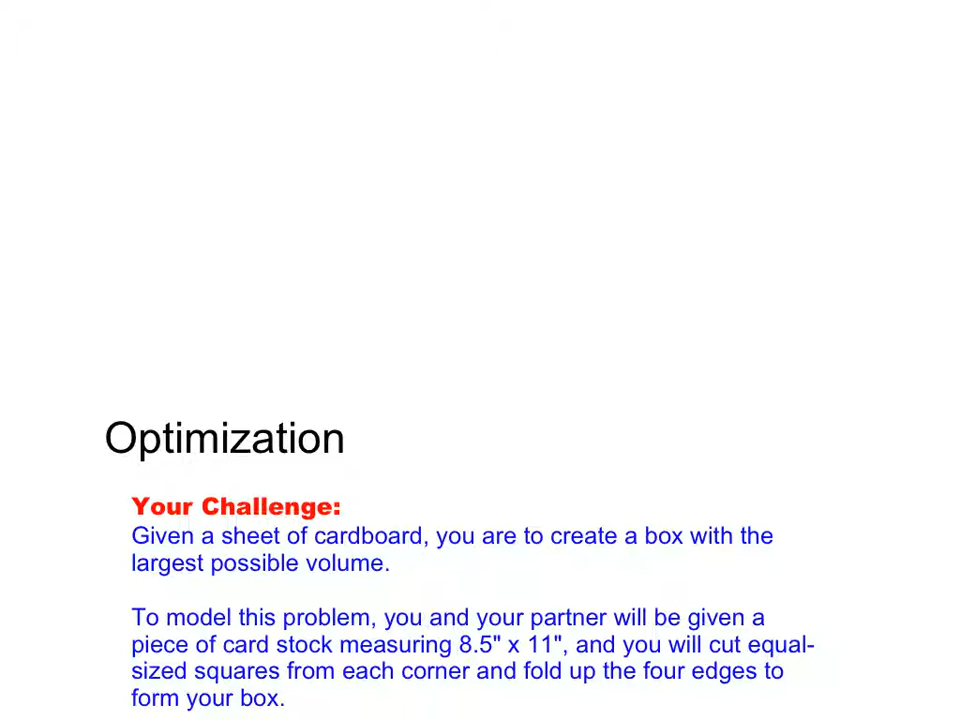 Optimization
Your Challenge:
Given a sheet of cardboard, you are to create a box with the
largest possible volume.
To model this problem, you and your partner will be given a
piece of card stock measuring 8.5" x 11", and you will cut equal-
sized squares from each corner and fold up the four edges to
form your box.